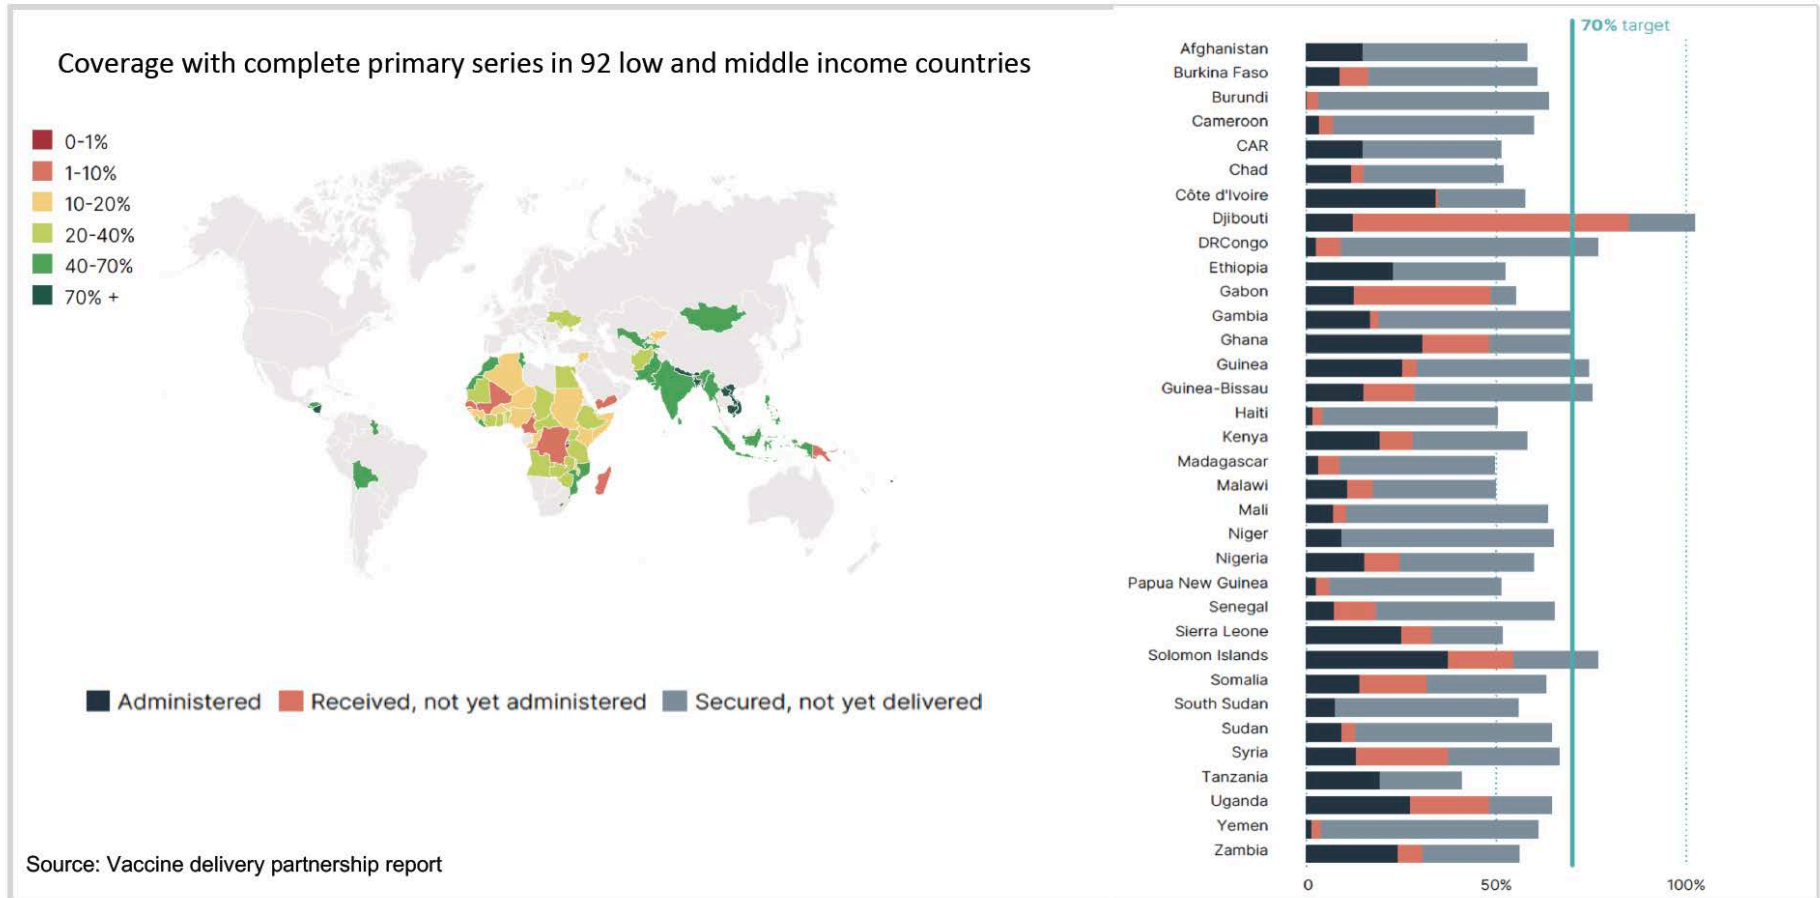 Coverage with complete primary series in 92 low and middle income countries
0-1%
1-10%
10-20%
20-40%
40-70%
70% +
Administered
Received, not yet administered
Secured, not yet delivered
Source: Vaccine delivery partnership report
70% target
Afghanistan
Burkina Faso
Burundi
Cameroon
CAR
Chad
Côte d'Ivoire
Djibouti
DRCongo
Ethiopia
Gabon
Gambia
Ghana
Guinea
Guinea-Bissau
Haiti
Kenya
Madagascar
Malawi
Mali
Niger
Nigeria
Papua New Guinea
Senegal
Sierra Leone
Solomon Islands
Somalia
South Sudan
Sudan
Syria
Tanzania
Uganda
Yemen
Zambia
0
50%
100%